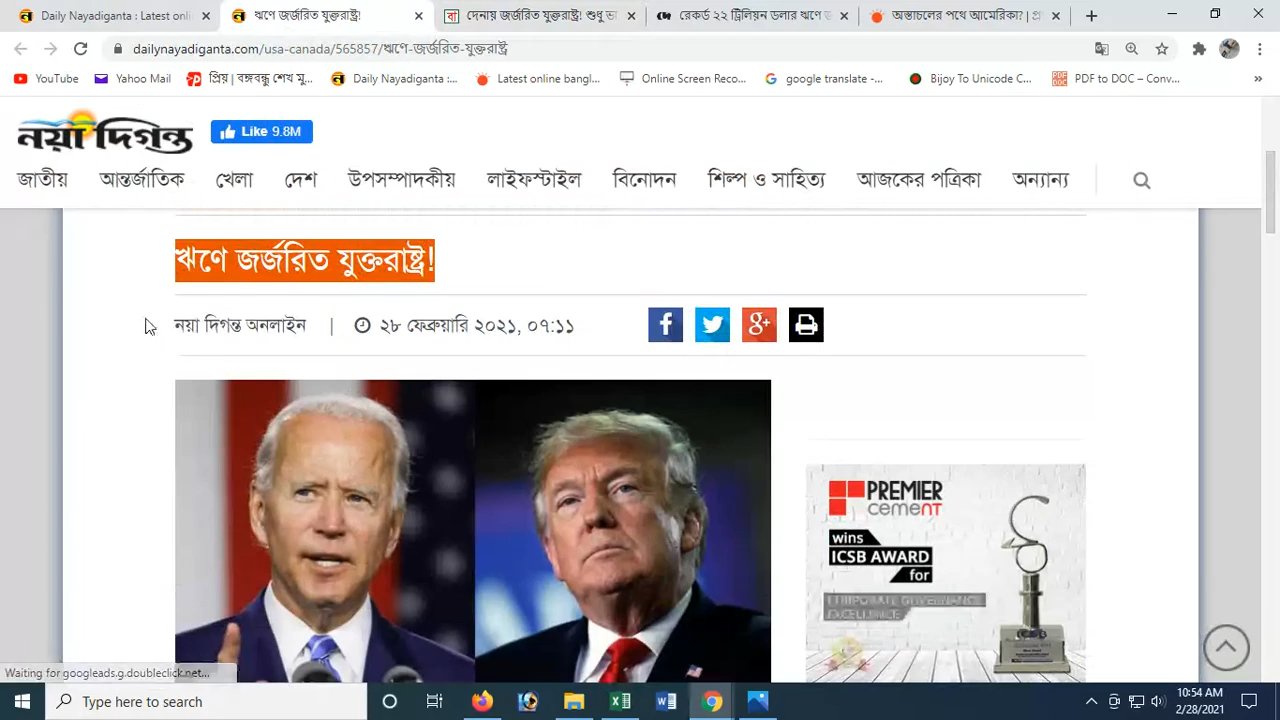 Daily Nayadiganta : Latest onli
ঋণে জর্জরিত যুক্তরাষ্ট্র!
দেনায় জর্জরিত যুক্তরাষ্ট্র! শুধু ভা
রেকর্ড ২২ ট্রিলিয়ন ডলার ঋণে জ
অস্তাচলের পথে আমেরিকা? | প্র
dailynayadiganta.com/usa-canada/565857/ঋণে-জর্জরিত-যুক্তরাষ্ট্র
YouTube
Yahoo Mail
প্রিয় | বঙ্গবন্ধু শেখ মু...
Daily Nayadiganta :...
Latest online bangl...
Online Screen Reco...
google translate -...
Bijoy To Unicode C...
PDF to DOC – Conv...
নয়া দিগন্ত
Like 9.8M
জাতীয় আন্তর্জাতিক খেলা দেশ উপসম্পাদকীয় লাইফস্টাইল বিনোদন শিল্প ও সাহিত্য আজকের পত্রিকা অন্যান্য
ঋণে জর্জরিত যুক্তরাষ্ট্র!
নয়া দিগন্ত অনলাইন | ২৮ ফেব্রুয়ারি ২০২১, ০৭:১১
PREMIER
cement
wins
ICSB AWARD
for
Waiting for googleads.g.doubleclick.net...
Type here to search
10:54 AM
2/28/2021